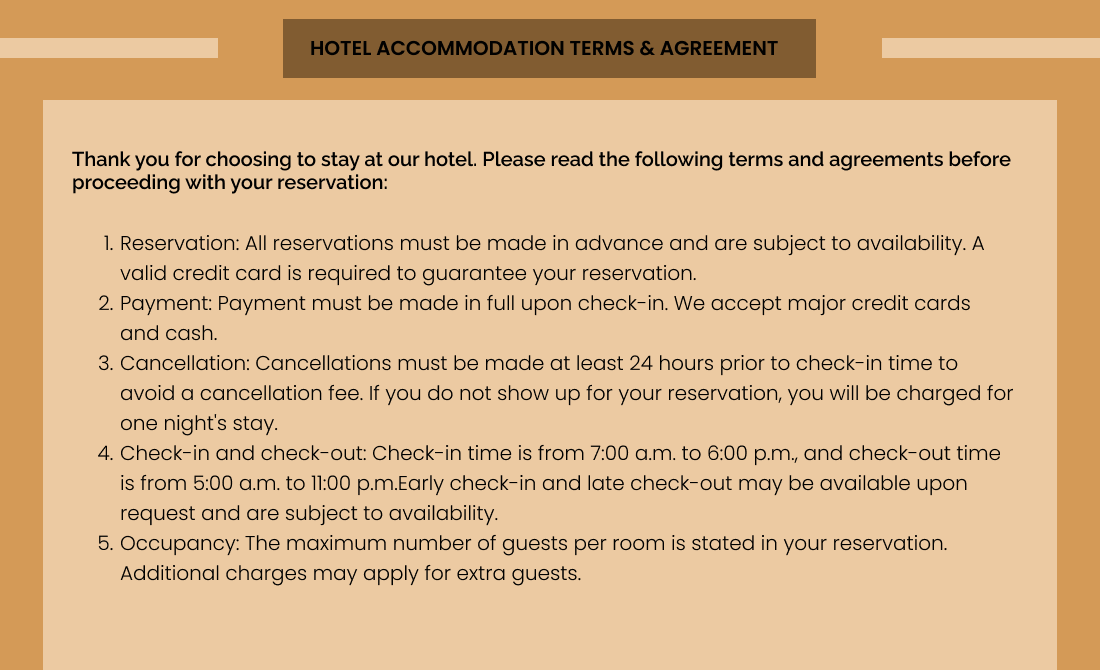 HOTEL ACCOMMODATION TERMS & AGREEMENT
Thank you for choosing to stay at our hotel. Please read the following terms and agreements before
proceeding with your reservation:
1. Reservation: All reservations must be made in advance and are subject to availability. A
valid credit card is required to guarantee your reservation.
2. Payment: Payment must be made in full upon check-in. We accept major credit cards
and cash.
3. Cancellation: Cancellations must be made at least 24 hours prior to check-in time to
avoid a cancellation fee. If you do not show up for your reservation, you will be charged for
one night's stay.
4. Check-in and check-out: Check-in time is from 7:00 a.m. to 6:00 p.m., and check-out time
is from 5:00 a.m. to 11:00 p.m.Early check-in and late check-out may be available upon
request and are subject to availability.
5. Occupancy: The maximum number of guests per room is stated in your reservation.
Additional charges may apply for extra guests.